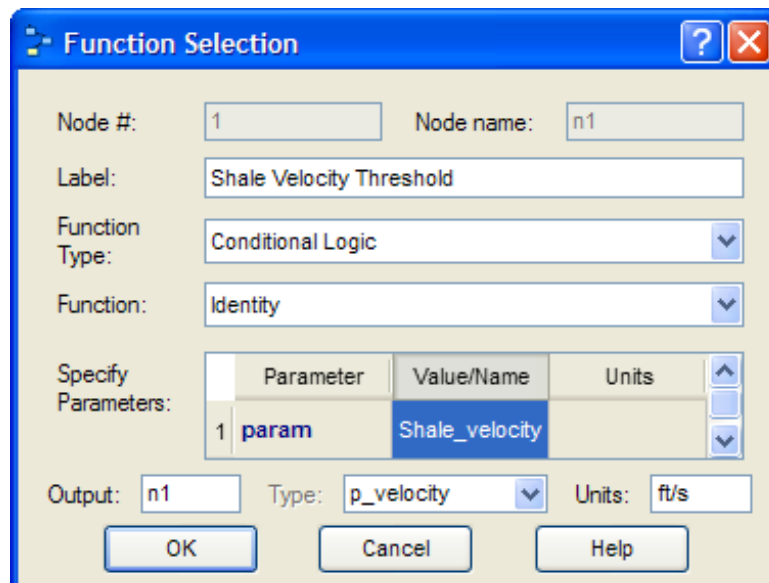 Function Selection
Node #: 1 Node name: n1
Label: Shale Velocity Threshold
Function
Type: Conditional Logic
Function: Identity
Specify
Parameters:
Parameter Value/Name Units
1 param Shale_velocity
Output: n1 Type: p_velocity Units: ft/s
OK Cancel Help